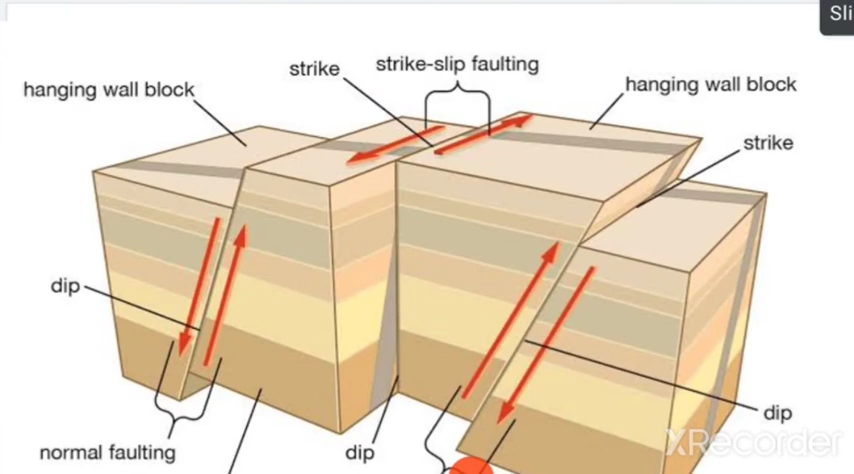 Sli
strike-slip faulting
strike
hanging wall block
hanging wall block
strike
dip
dip
normal faulting
dip
XRecorder